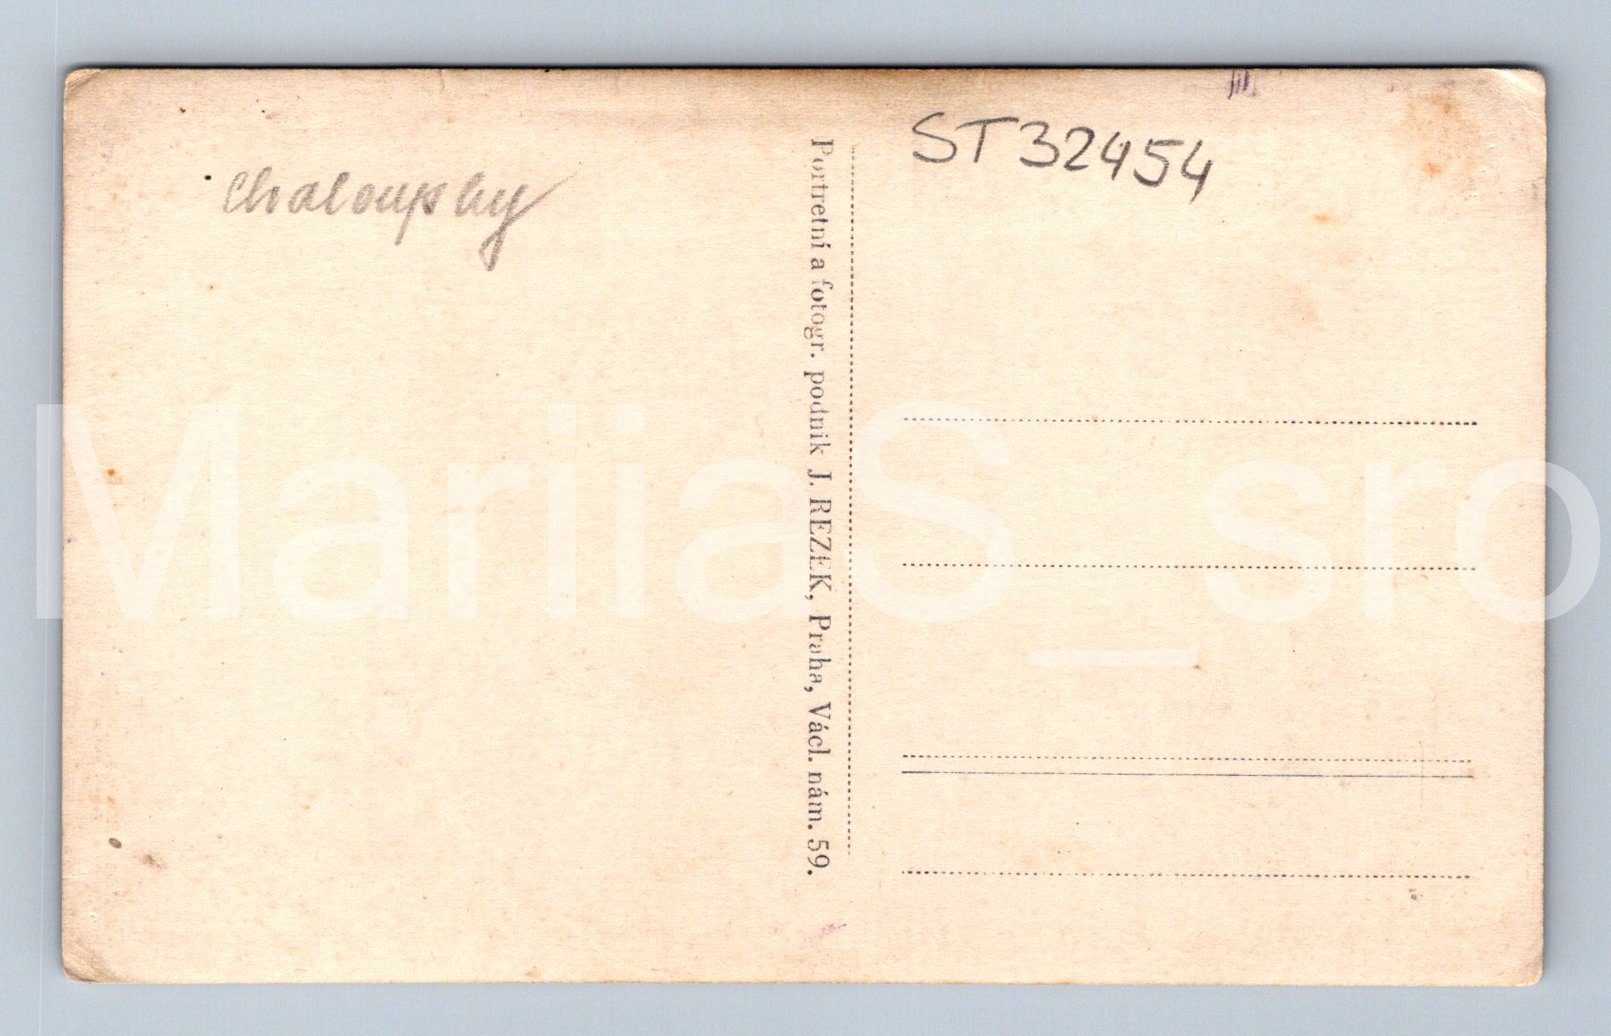 chaloupky
ST32454
Portretní a fotogr. podnik J. REZEK, Praha, Václ. nám. 59.
MariiaS_sro